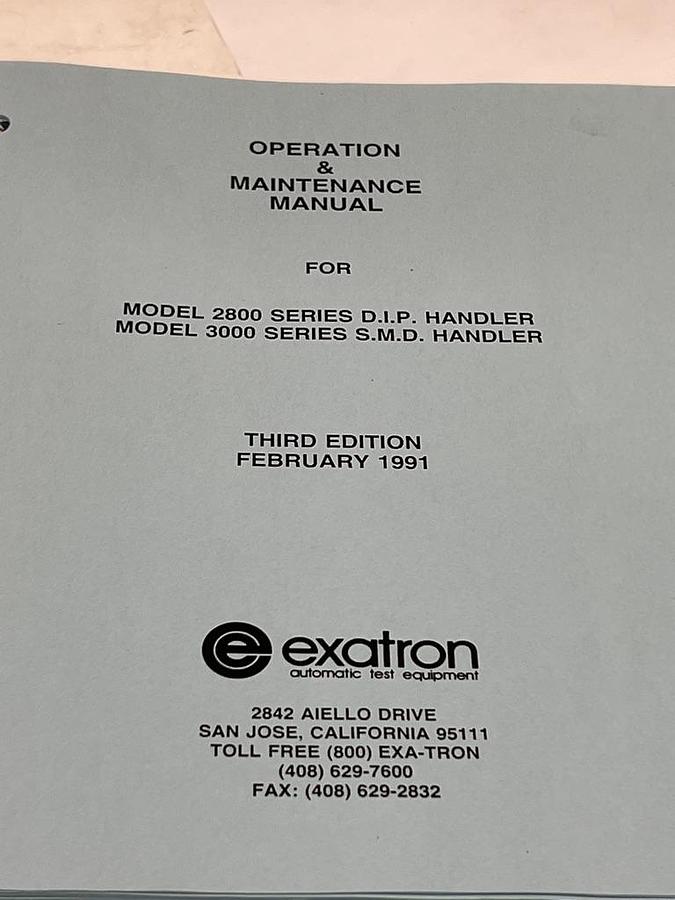 OPERATION
&
MAINTENANCE
MANUAL
FOR
MODEL 2800 SERIES D.I.P. HANDLER
MODEL 3000 SERIES S.M.D. HANDLER
THIRD EDITION
FEBRUARY 1991
e exatron
automatic test equipment
2842 AIELLO DRIVE
SAN JOSE, CALIFORNIA 95111
TOLL FREE (800) EXA-TRON
(408) 629-7600
FAX: (408) 629-2832